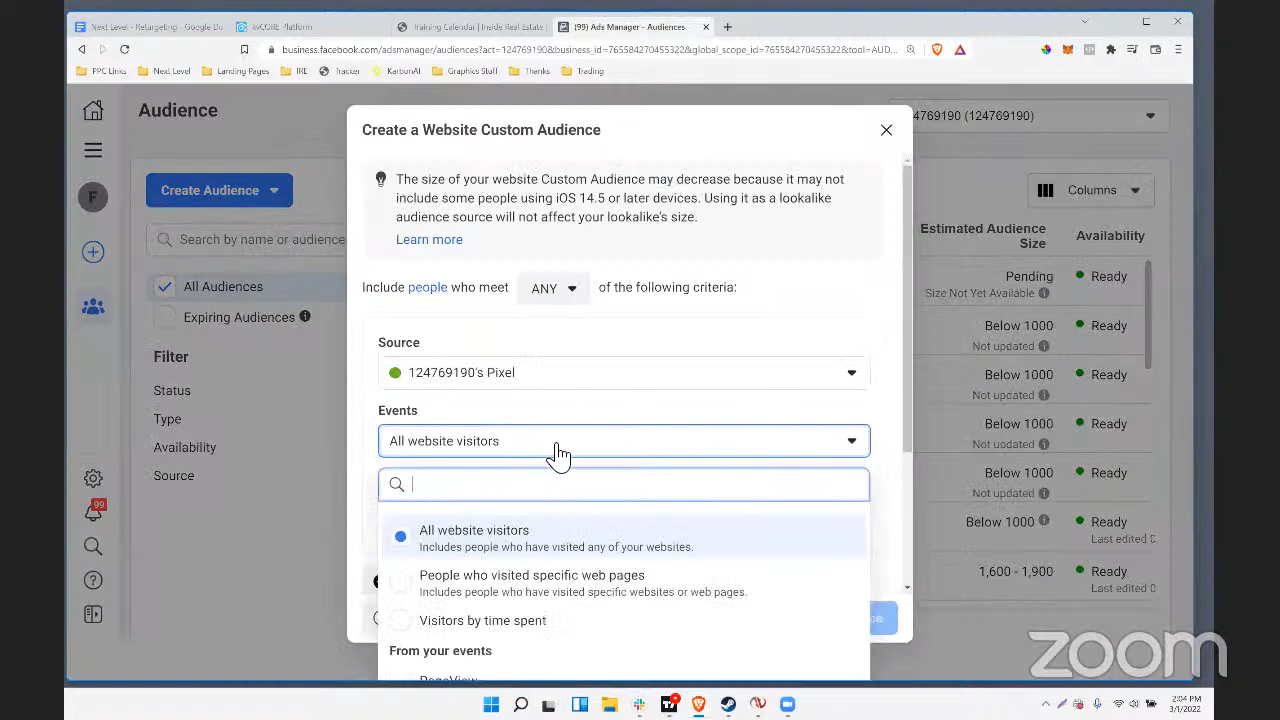 Next Level - Retargeting - Google Do
kvCORE Platform
Training Calendar | Inside Real Estate
(99) Ads Manager - Audiences
business.facebook.com/adsmanager/audiences?act=124769190&business_id=765584270455322&global_scope_id=765584270455322&tool=AUD...
PPC Links
Next Level
Landing Pages
IRE
Tracker
KarbonAI
Graphics Stuff
Thanks
Trading
Audience
124769190 (124769190)
Create Audience
Columns
Search by name or audience
All Audiences
Expiring Audiences
Filter
Status
Type
Availability
Source
F
99
Create a Website Custom Audience
The size of your website Custom Audience may decrease because it may not
include some people using iOS 14.5 or later devices. Using it as a lookalike
audience source will not affect your lookalike's size.
Learn more
Include people who meet ANY of the following criteria:
Source
124769190's Pixel
Events
All website visitors
All website visitors
Includes people who have visited any of your websites.
People who visited specific web pages
Includes people who have visited specific websites or web pages.
Visitors by time spent
From your events
PageView
Estimated Audience
Size
Availability
Pending
Size Not Yet Available
Ready
Below 1000
Not updated
Ready
Below 1000
Not updated
Ready
Below 1000
Not updated
Ready
Below 1000
Not updated
Ready
Below 1000
Last edited 0
Ready
1,600 - 1,900
Last edited 0
Ready
zoom
2:04 PM
3/1/2022